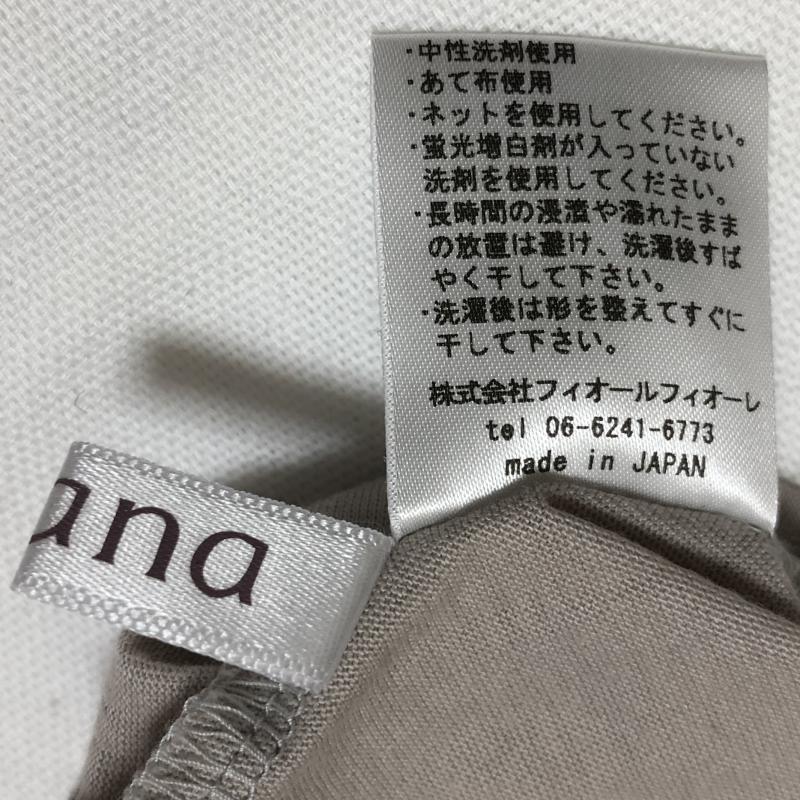 ・中性洗剤使用
・あて布使用
・ネットを使用してください。
・蛍光増白剤が入っていない
洗剤を使用してください。
・長時間の浸漬や濡れたまま
の放置は避け、洗濯後すば
やく干して下さい。
・洗濯後は形を整えてすぐに
干して下さい。
株式会社フィオールフィオーレ
tel 06-6241-6773
made in JAPAN
ana